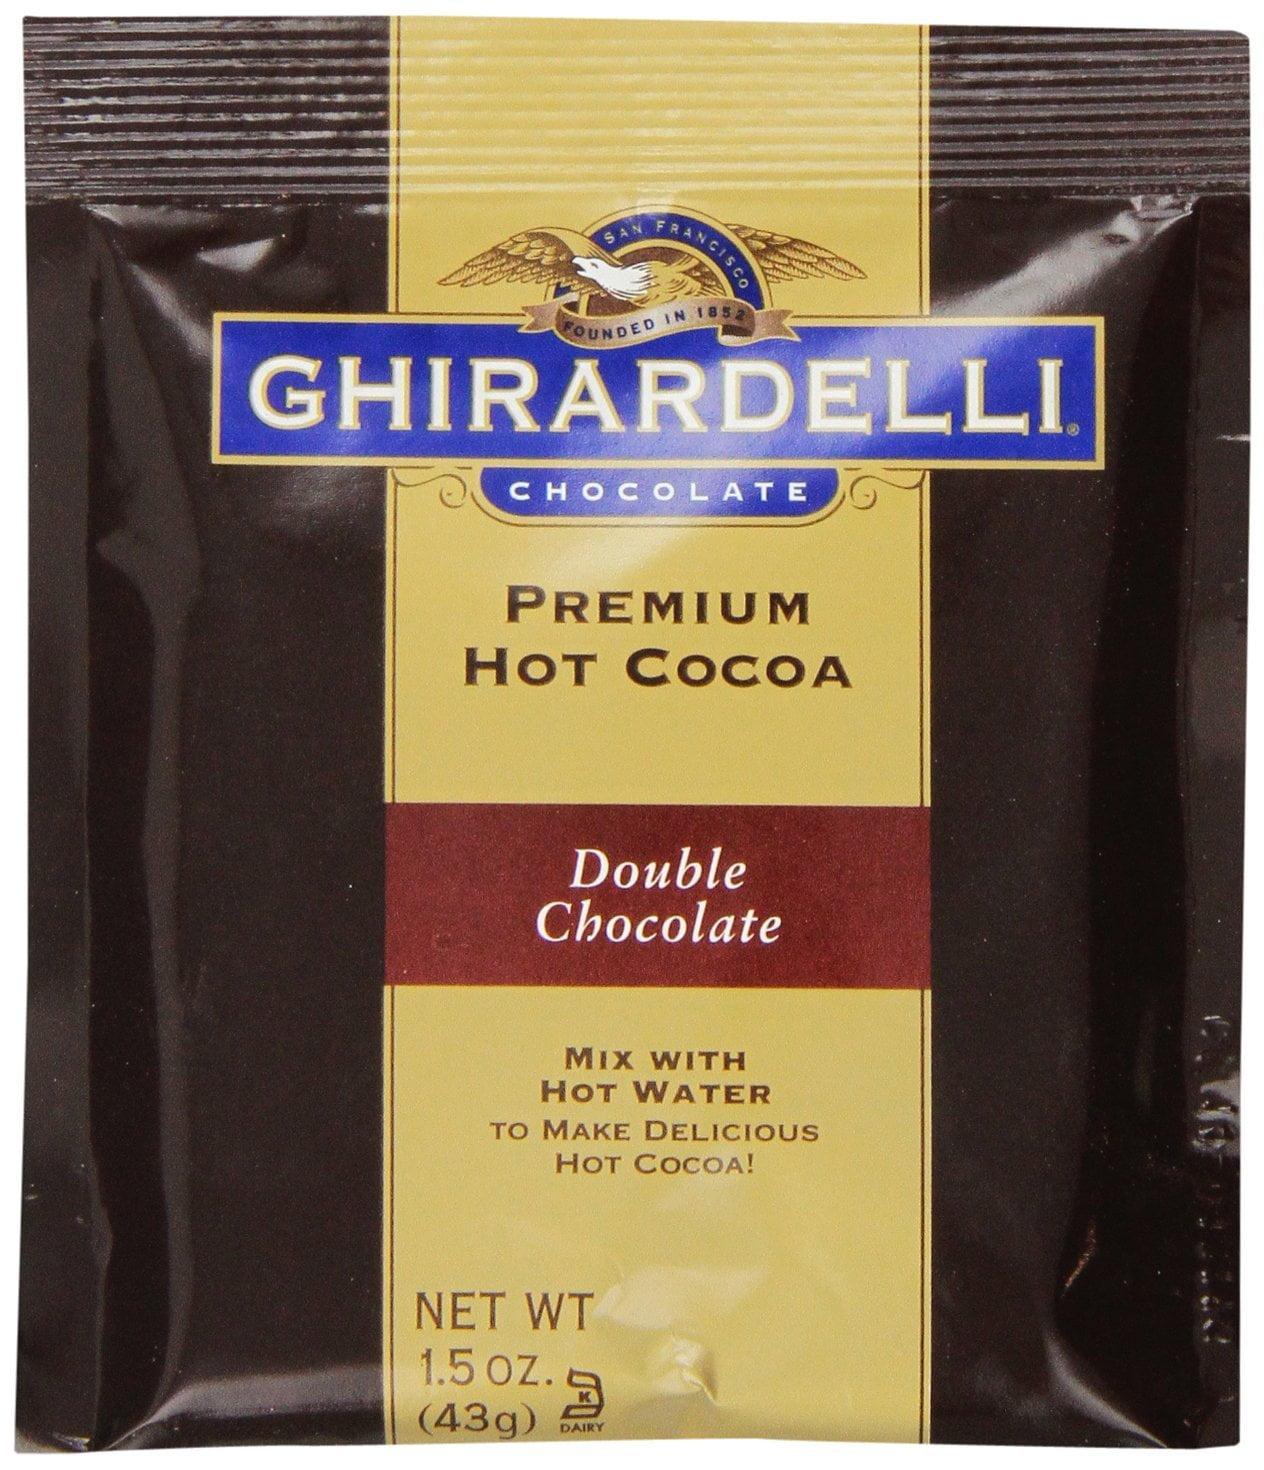 SAN FRANCISCO
FOUNDED IN 1852
GHIRARDELLI®
CHOCOLATE
PREMIUM
HOT COCOA
Double
Chocolate
MIX WITH
HOT WATER
TO MAKE DELICIOUS
HOT COCOA!
NET WT
1.5 OZ.
(43g)
K
DAIRY